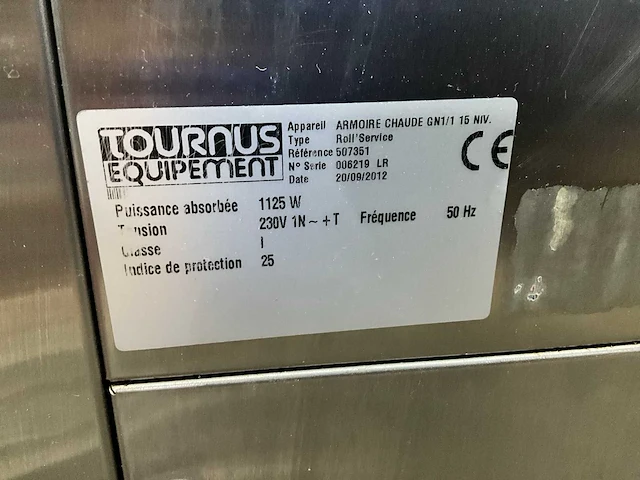 TOURNUS
EQUIPEMENT
Appareil ARMOIRE CHAUDE GN1/1 15 NIV.
Type Roll'Service
Référence 507351
N° Série 006219 LR
Date 20/09/2012
CE
Puissance absorbée 1125 W
Tension 230V 1N~ +T Fréquence 50 Hz
Classe I
Indice de protection 25